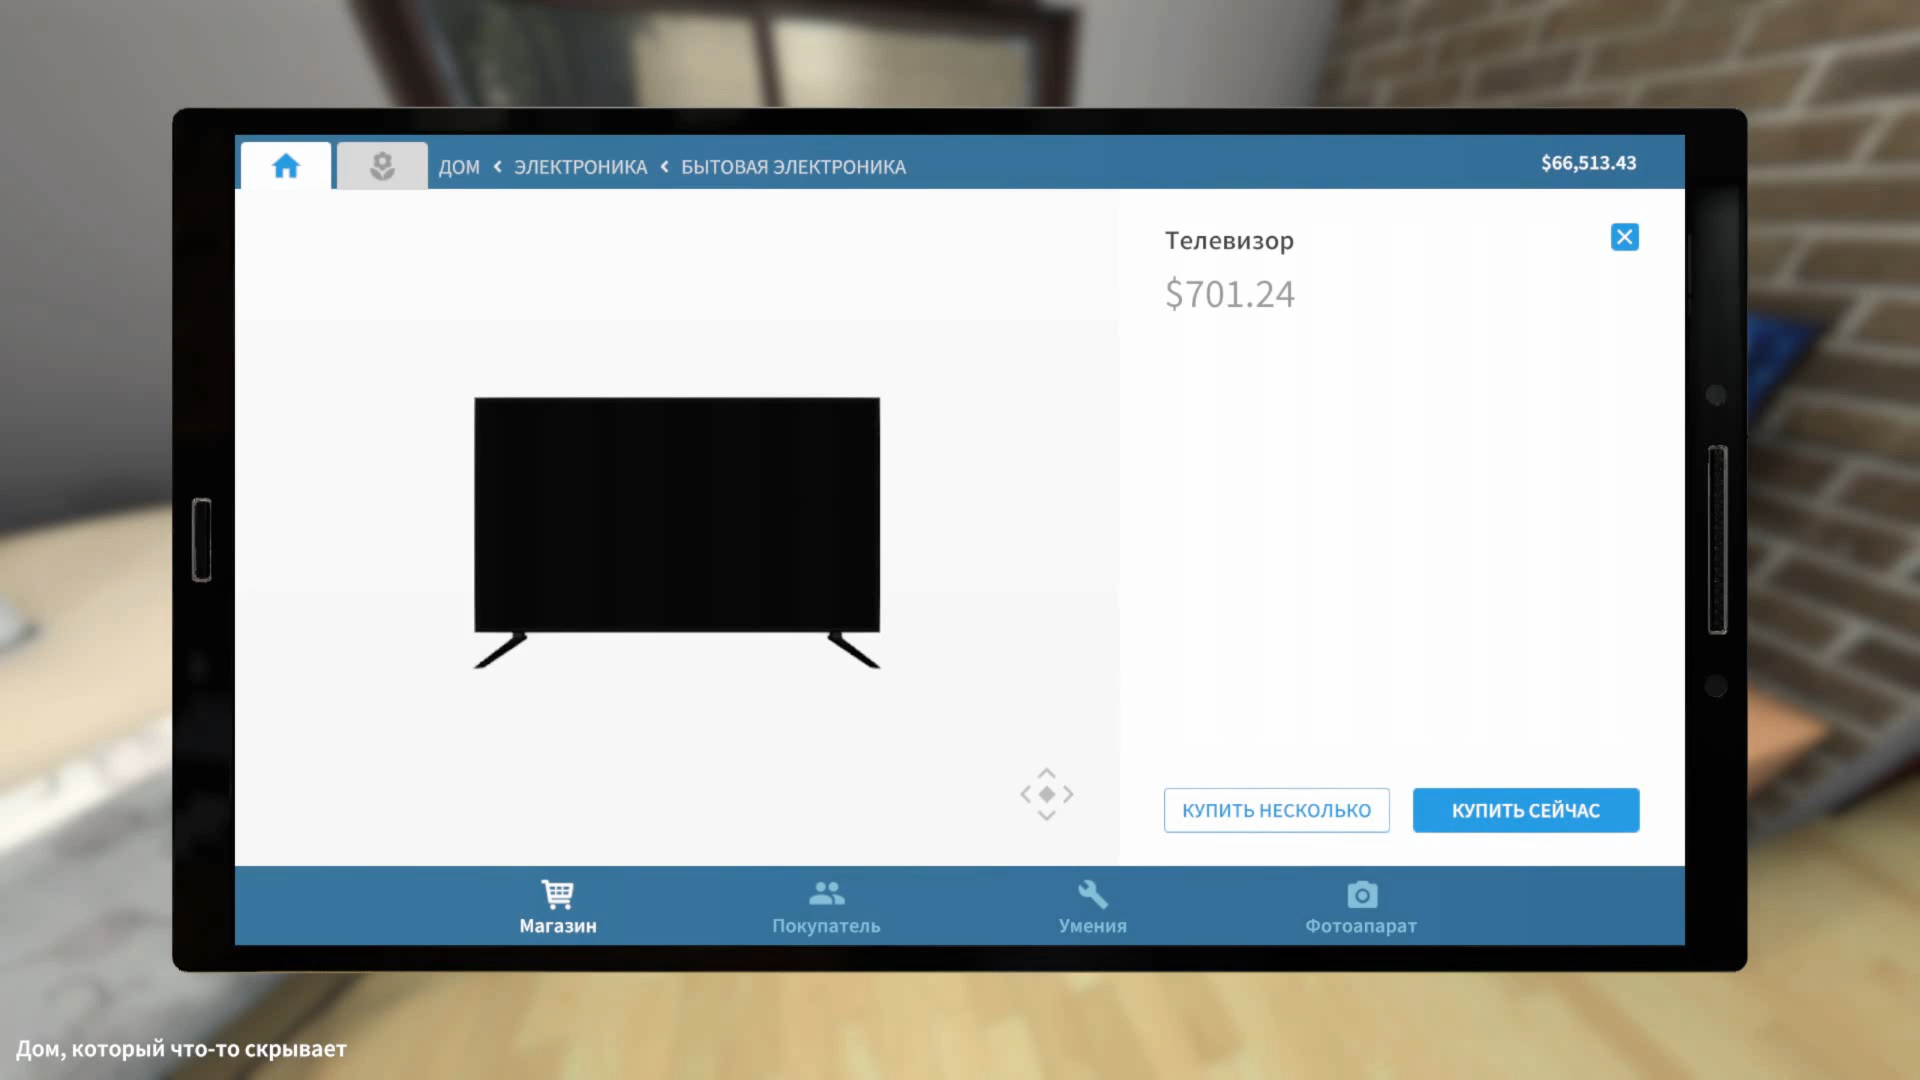 ДОМ < ЭЛЕКТРОНИКА < БЫТОВАЯ ЭЛЕКТРОНИКА
$66,513.43
Телевизор
$701.24
КУПИТЬ НЕСКОЛЬКО
КУПИТЬ СЕЙЧАС
Магазин
Покупатель
Умения
Фотоапарат
Дом, который что-то скрывает